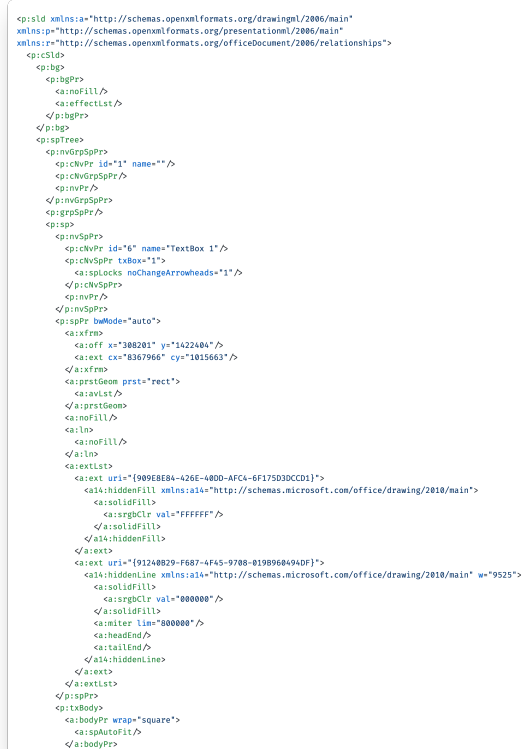 <p:sld xmlns:a="http://schemas.openxmlformats.org/drawingml/2006/main"
xmlns:p="http://schemas.openxmlformats.org/presentationml/2006/main"
xmlns:r="http://schemas.openxmlformats.org/officeDocument/2006/relationships">
<p:cSld>
<p:bg>
<p:bgPr>
<a:noFill/>
<a:effectLst/>
</p:bgPr>
</p:bg>
<p:spTree>
<p:nvGrpSpPr>
<p:cNvPr id="1" name=""/>
<p:cNvGrpSpPr/>
<p:nvPr/>
</p:nvGrpSpPr>
<p:grpSpPr/>
<p:sp>
<p:nvSpPr>
<p:cNvPr id="6" name="TextBox 1"/>
<p:cNvSpPr txBox="1">
<a:spLocks noChangeArrowheads="1"/>
</p:cNvSpPr>
<p:nvPr/>
</p:nvSpPr>
<p:spPr bwMode="auto">
<a:xfrm>
<a:off x="308201" y="1422404"/>
<a:ext cx="8367966" cy="1015663"/>
</a:xfrm>
<a:prstGeom prst="rect">
<a:avLst/>
</a:prstGeom>
<a:noFill/>
<a:ln>
<a:noFill/>
</a:ln>
<a:extLst>
<a:ext uri="{909E8E84-426E-40DD-AFC4-6F175D3DCCD1}">
<a14:hiddenFill xmlns:a14="http://schemas.microsoft.com/office/drawing/2010/main">
<a:solidFill>
<a:srgbClr val="FFFFFF"/>
</a:solidFill>
</a14:hiddenFill>
</a:ext>
<a:ext uri="{91240B29-F687-4F45-9708-019B960494DF}">
<a14:hiddenLine xmlns:a14="http://schemas.microsoft.com/office/drawing/2010/main" w="9525">
<a:solidFill>
<a:srgbClr val="000000"/>
</a:solidFill>
<a:miter lim="800000"/>
<a:headEnd/>
<a:tailEnd/>
</a14:hiddenLine>
</a:ext>
</a:extLst>
</p:spPr>
<p:txBody>
<a:bodyPr wrap="square">
<a:spAutoFit/>
</a:bodyPr>